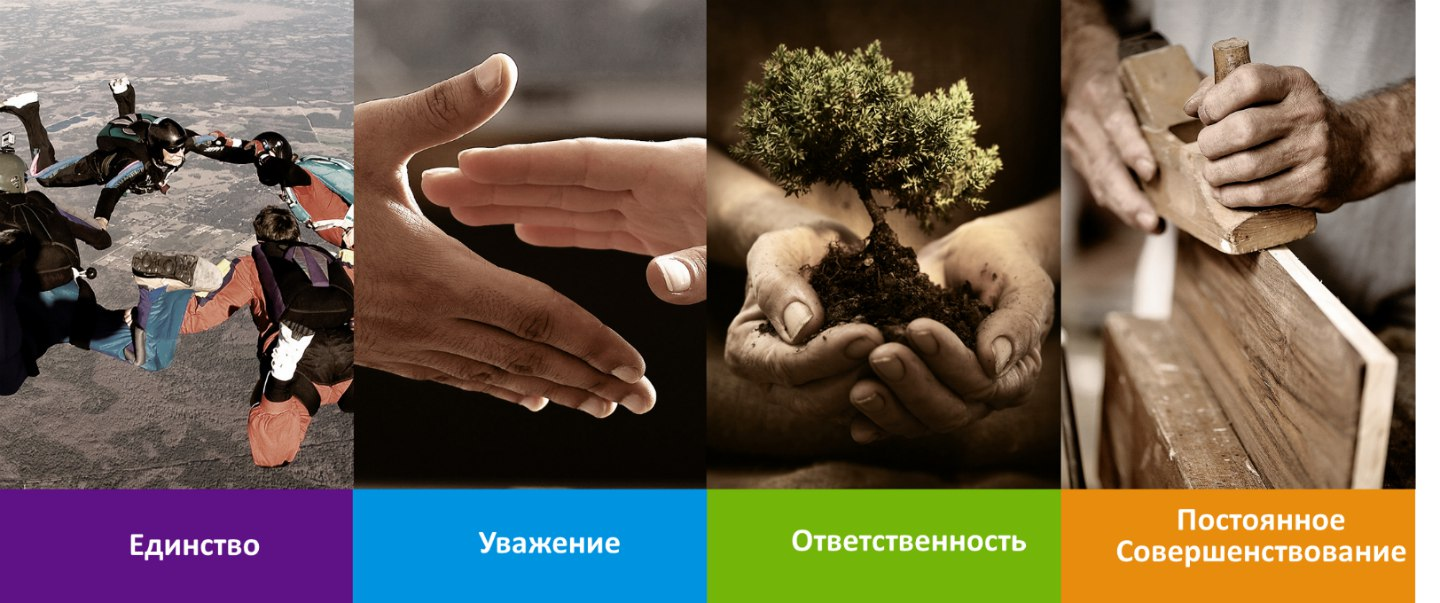 Единство
Уважение
Ответственность
Постоянное
Совершенствование